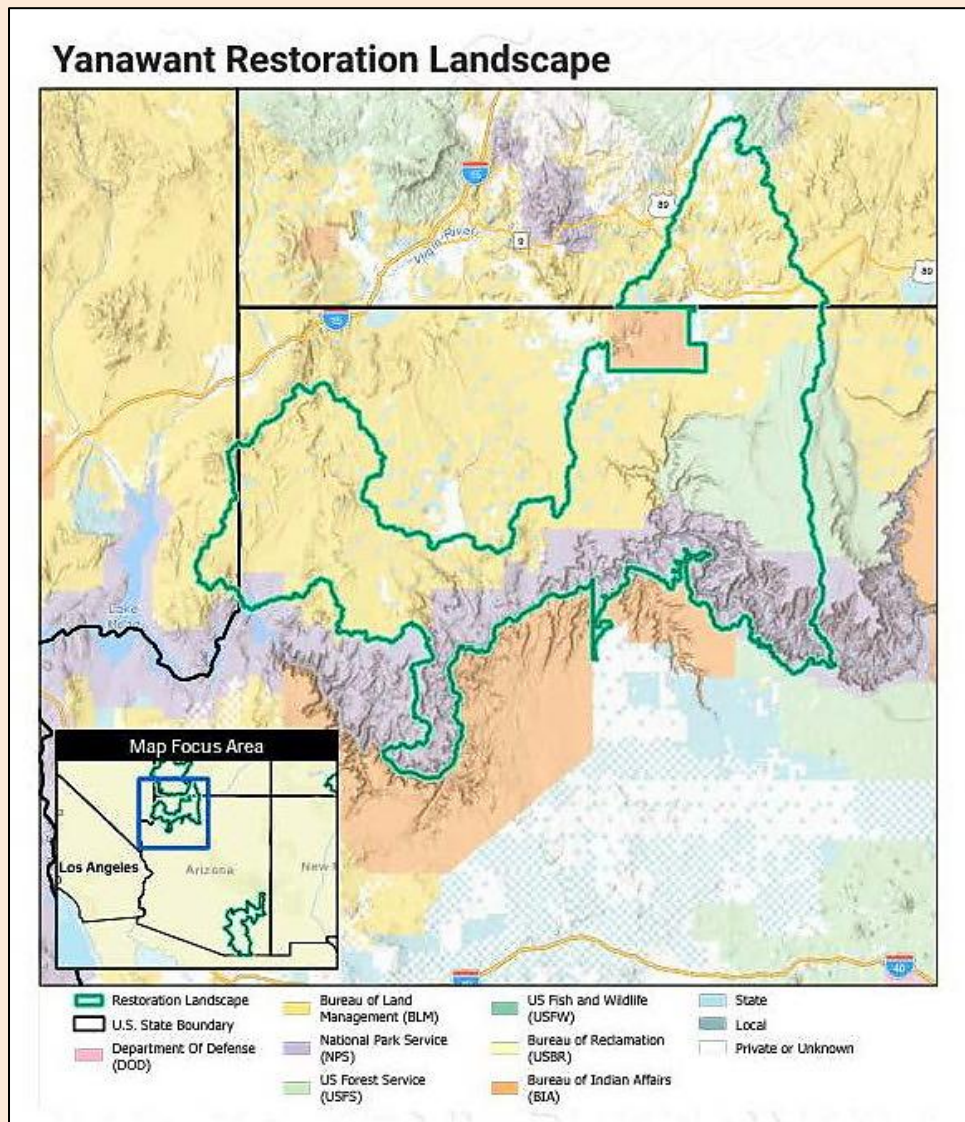 Yanawant Restoration Landscape
15
89
9
Virgin River
89
15
Lake
Map Focus Area
Los Angeles
Arizona
New
40
Restoration Landscape
U.S. State Boundary
Department Of Defense
(DOD)
Bureau of Land
Management (BLM)
National Park Service
(NPS)
US Forest Service
(USFS)
US Fish and Wildlife
(USFW)
Bureau of Reclamation
(USBR)
Bureau of Indian Affairs
(BIA)
State
Local
Private or Unknown